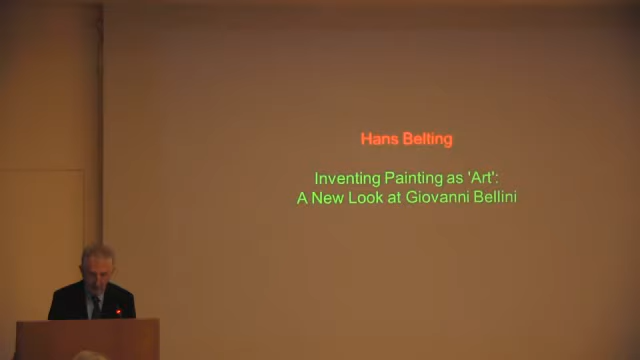 Hans Belting
Inventing Painting as 'Art':
A New Look at Giovanni Bellini